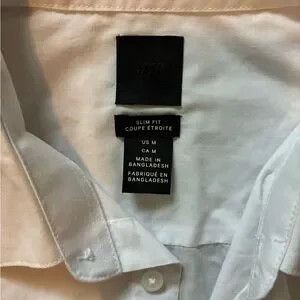 SLIM FIT
COUPE ÉTROITE
US M
CA M
MADE IN
BANGLADESH
FABRIQUÉ EN
BANGLADESH